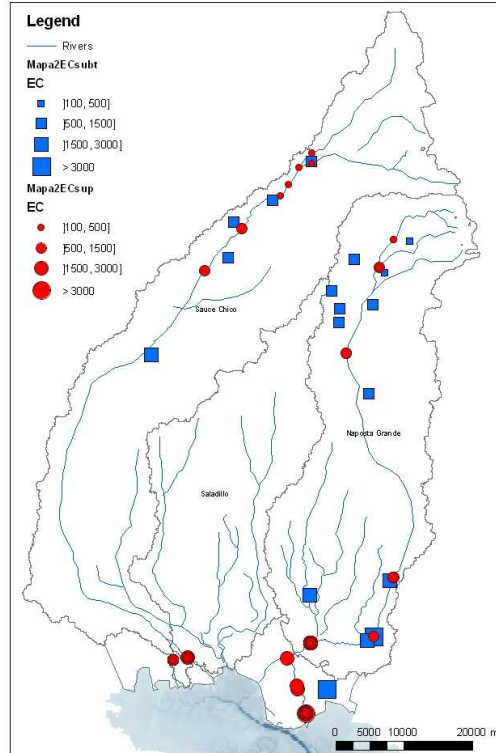 Legend
Rivers
Mapa2ECsubt
EC
]100, 500]
]500, 1500]
]1500, 3000]
> 3000
Mapa2ECsup
EC
]100, 500]
]500, 1500]
]1500, 3000]
> 3000
Sauce Chico
Naposta Grande
Saladillo
0 5000 10000 20000 m